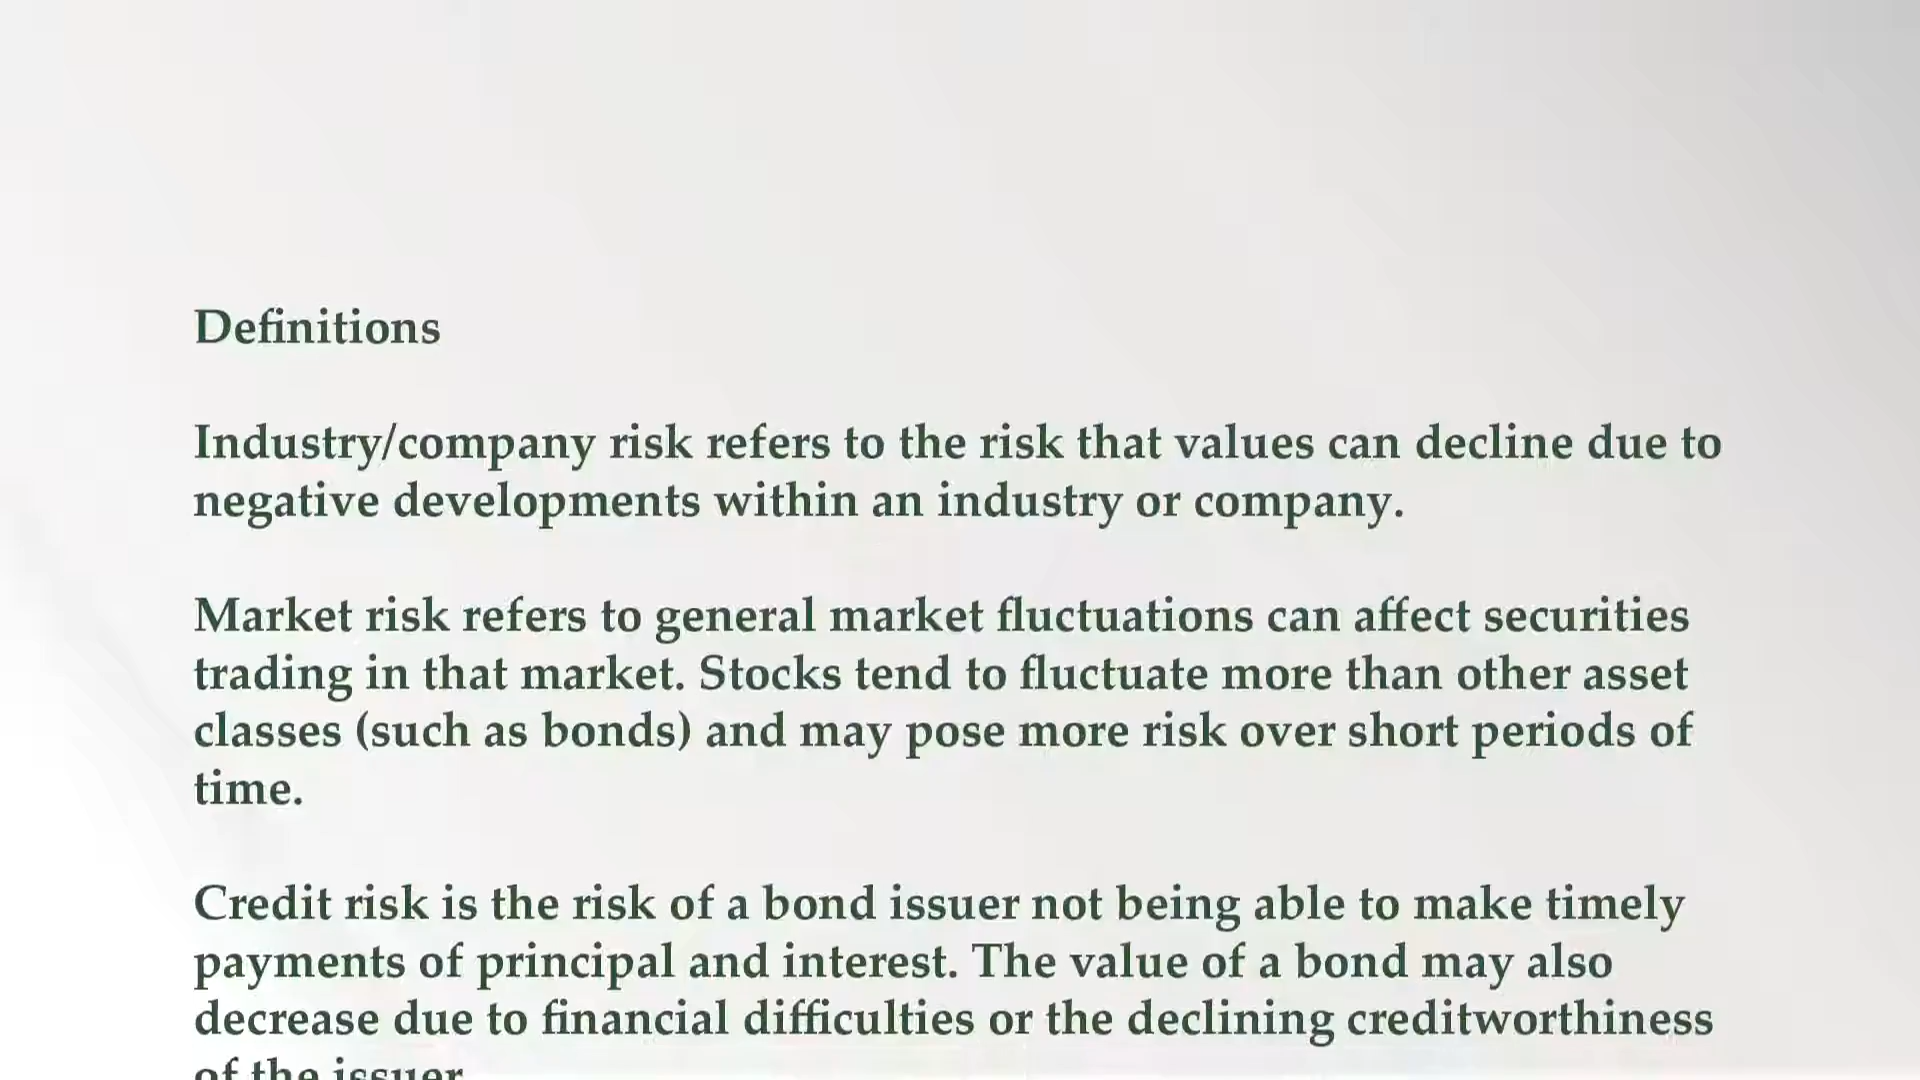 Definitions
Industry/company risk refers to the risk that values can decline due to
negative developments within an industry or company.
Market risk refers to general market fluctuations can affect securities
trading in that market. Stocks tend to fluctuate more than other asset
classes (such as bonds) and may pose more risk over short periods of
time.
Credit risk is the risk of a bond issuer not being able to make timely
payments of principal and interest. The value of a bond may also
decrease due to financial difficulties or the declining creditworthiness
of the issuer